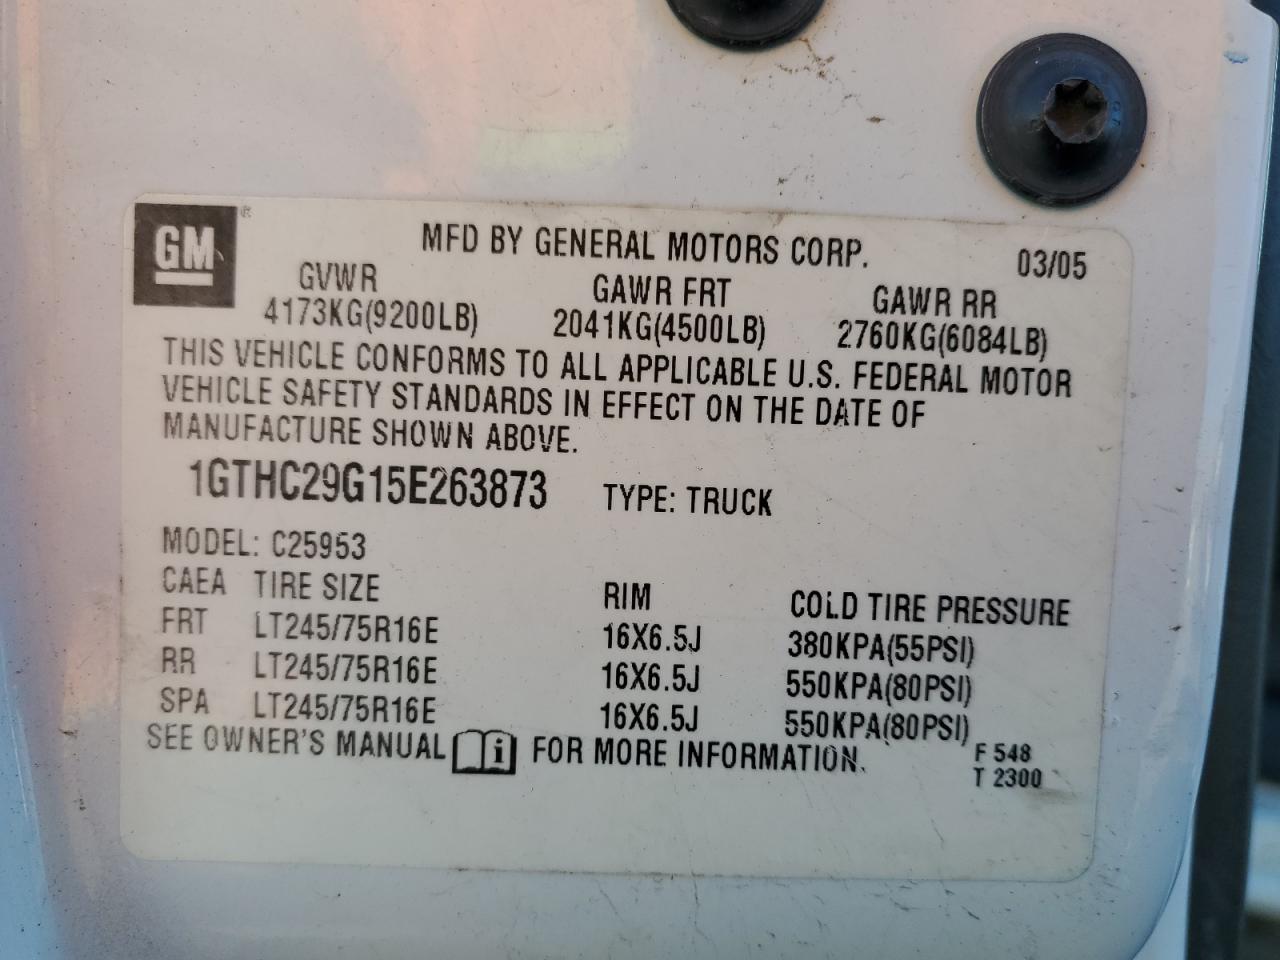 GM®
MFD BY GENERAL MOTORS CORP. 03/05
GVWR GAWR FRT GAWR RR
4173KG(9200LB) 2041KG(4500LB) 2760KG(6084LB)
THIS VEHICLE CONFORMS TO ALL APPLICABLE U.S. FEDERAL MOTOR
VEHICLE SAFETY STANDARDS IN EFFECT ON THE DATE OF
MANUFACTURE SHOWN ABOVE.
1GTHC29G15E263873 TYPE: TRUCK
MODEL: C25953
CAEA TIRE SIZE RIM COLD TIRE PRESSURE
FRT LT245/75R16E 16X6.5J 380KPA(55PSI)
RR LT245/75R16E 16X6.5J 550KPA(80PSI)
SPA LT245/75R16E 16X6.5J 550KPA(80PSI)
SEE OWNER'S MANUAL i FOR MORE INFORMATION. F 548
T 2300